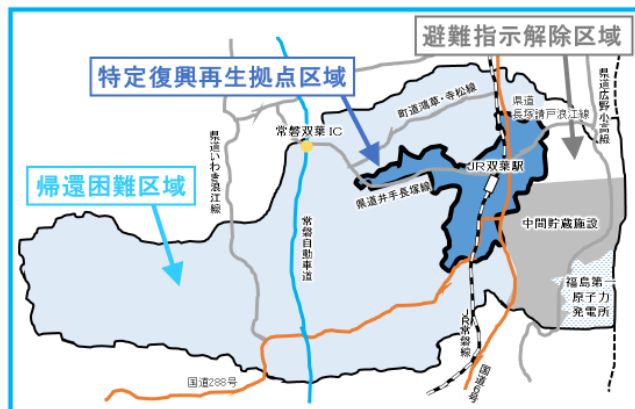 避難指示解除区域
特定復興再生拠点区域
町道鴻草・寺松線
県道
長塚請戸浪江線
県道広野小高線
常磐双葉IC
県道いわき浪江線
JR双葉駅
帰還困難区域
県道井手長塚線
中間貯蔵施設
常磐自動車道
福島第一
原子力
発電所
JR常磐線
国道288号
国道6号